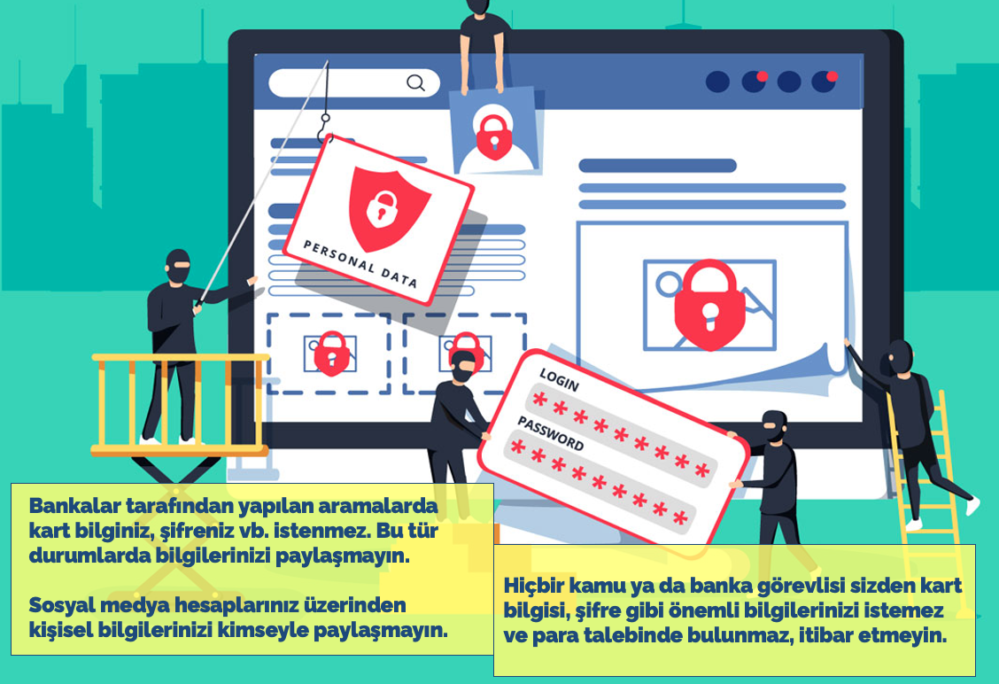 PERSONAL DATA
LOGIN
*********
PASSWORD
*********
Bankalar tarafından yapılan aramalarda
kart bilginiz, şifreniz vb. istenmez. Bu tür
durumlarda bilgilerinizi paylaşmayın.
Sosyal medya hesaplarınız üzerinden
kişisel bilgilerinizi kimseyle paylaşmayın.
Hiçbir kamu ya da banka görevlisi sizden kart
bilgisi, şifre gibi önemli bilgilerinizi istemez
ve para talebinde bulunmaz, itibar etmeyin.